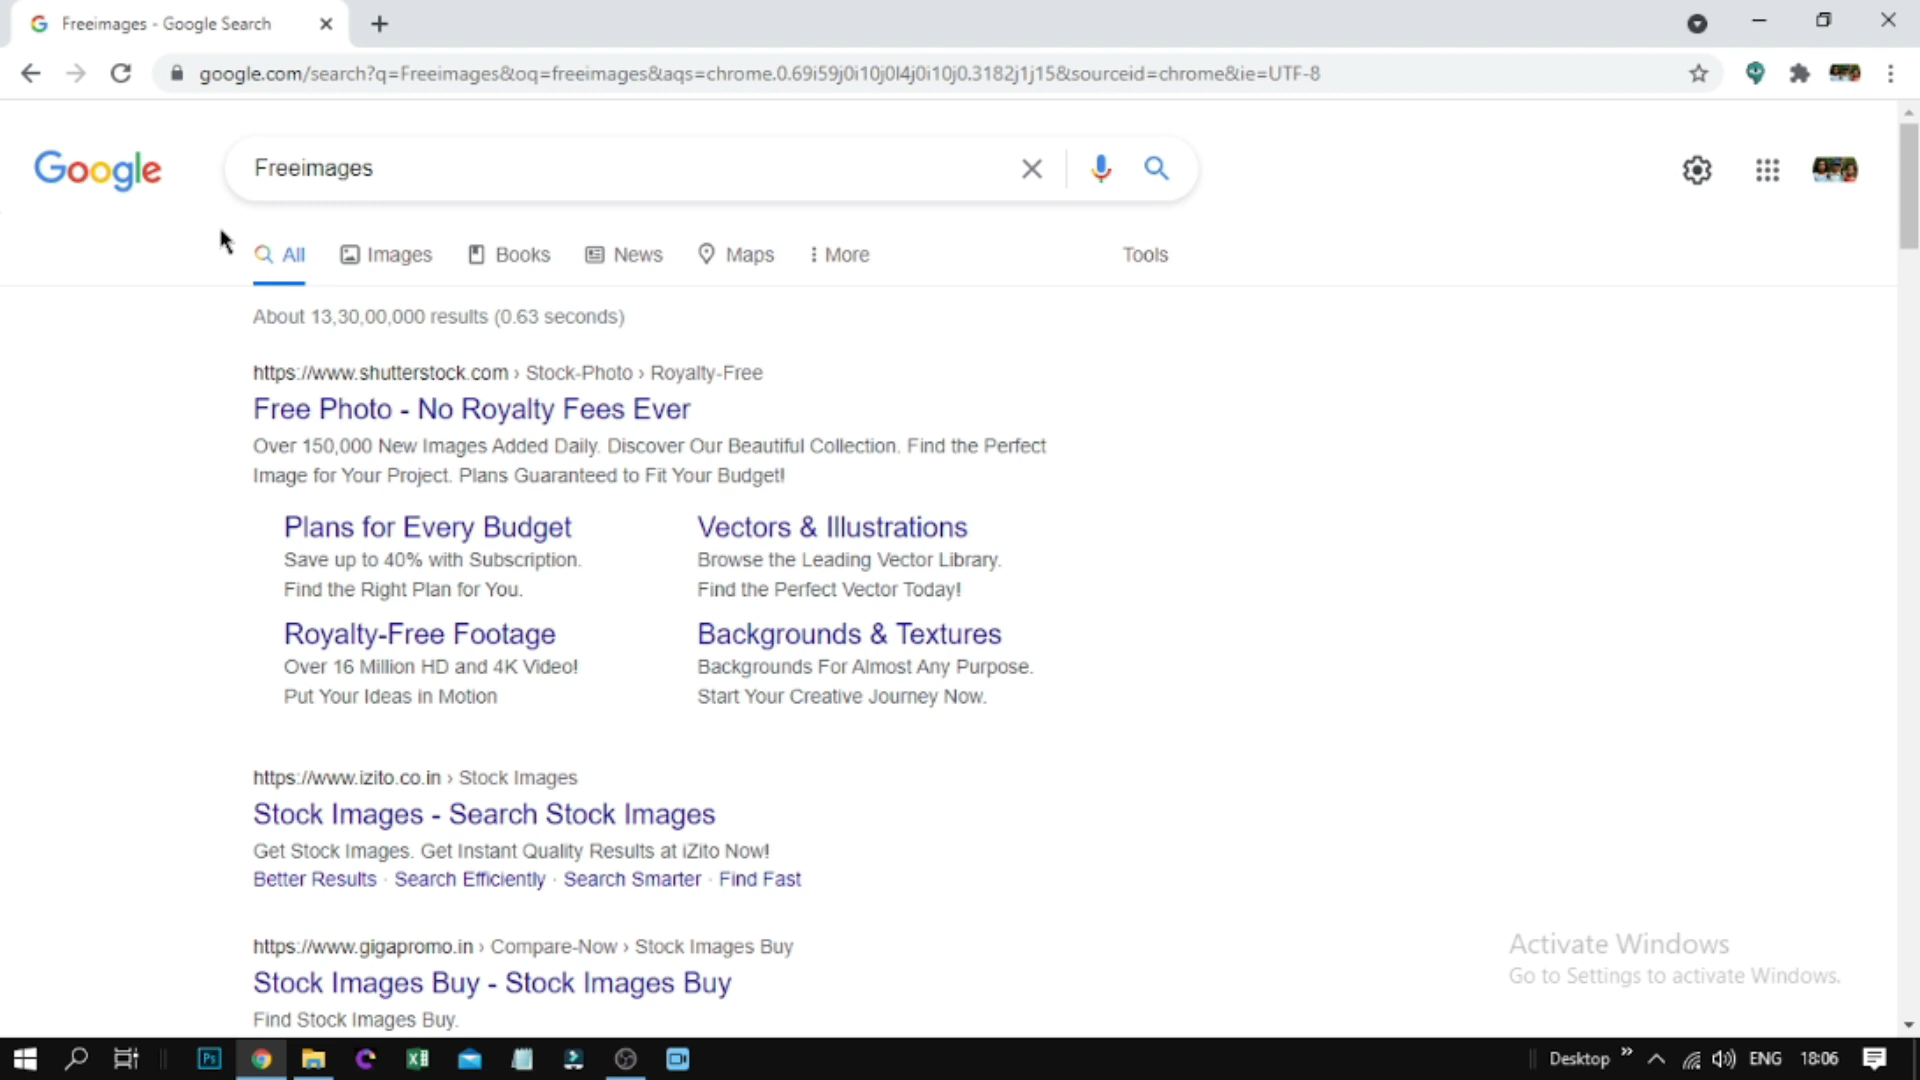 Freeimages - Google Search
google.com/search?q=Freeimages&oq=freeimages&aqs=chrome.0.69i59j0i10j0l4j0i10j0.3182j1j15&sourceid=chrome&ie=UTF-8
Google
Freeimages
All Images Books News Maps More Tools
About 13,30,00,000 results (0.63 seconds)
https://www.shutterstock.com › Stock-Photo › Royalty-Free
Free Photo - No Royalty Fees Ever
Over 150,000 New Images Added Daily. Discover Our Beautiful Collection. Find the Perfect
Image for Your Project. Plans Guaranteed to Fit Your Budget!
Plans for Every Budget
Save up to 40% with Subscription.
Find the Right Plan for You.
Vectors & Illustrations
Browse the Leading Vector Library.
Find the Perfect Vector Today!
Royalty-Free Footage
Over 16 Million HD and 4K Video!
Put Your Ideas in Motion
Backgrounds & Textures
Backgrounds For Almost Any Purpose.
Start Your Creative Journey Now.
https://www.izito.co.in › Stock Images
Stock Images - Search Stock Images
Get Stock Images. Get Instant Quality Results at iZito Now!
Better Results · Search Efficiently · Search Smarter · Find Fast
https://www.gigapromo.in › Compare-Now › Stock Images Buy
Stock Images Buy - Stock Images Buy
Find Stock Images Buy.
Activate Windows
Go to Settings to activate Windows.
Ps
Desktop » ENG 18:06